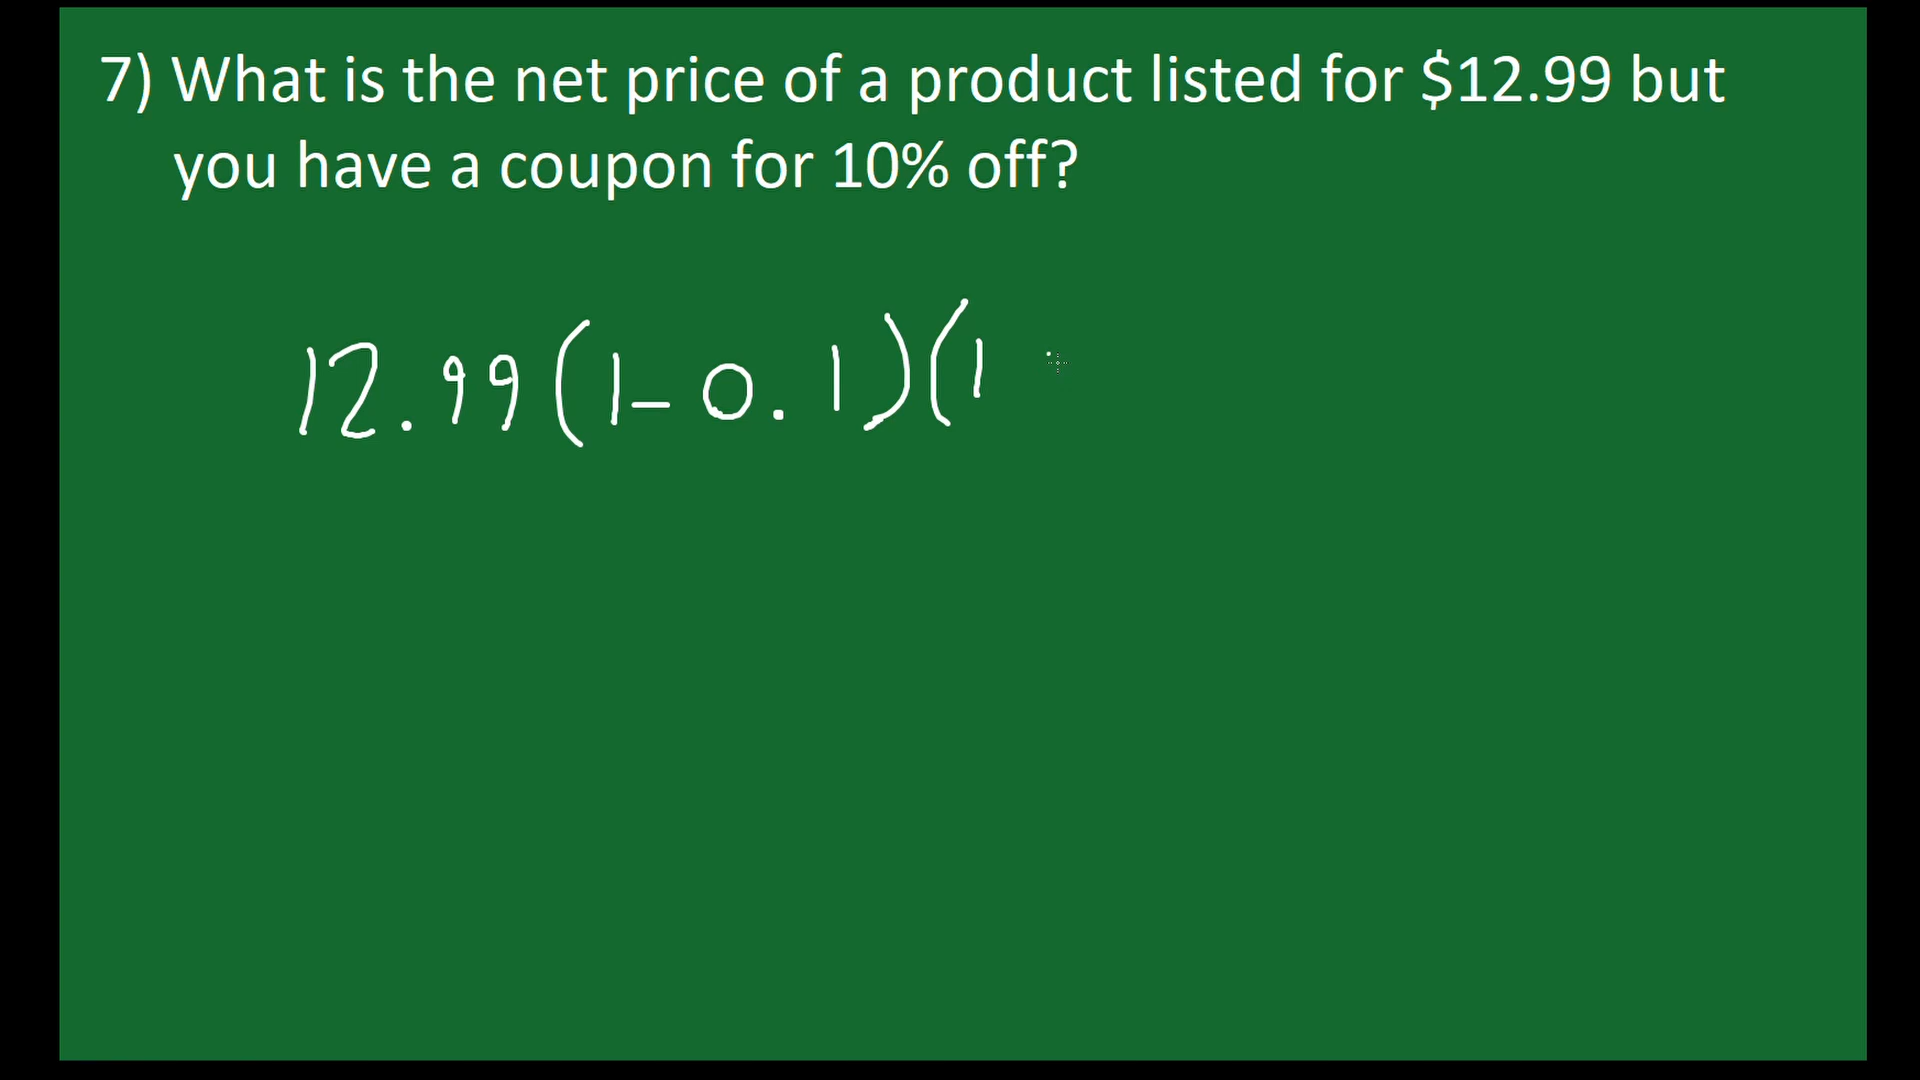 7) What is the net price of a product listed for $12.99 but
you have a coupon for 10% off?
12.99(1-0.1)(1